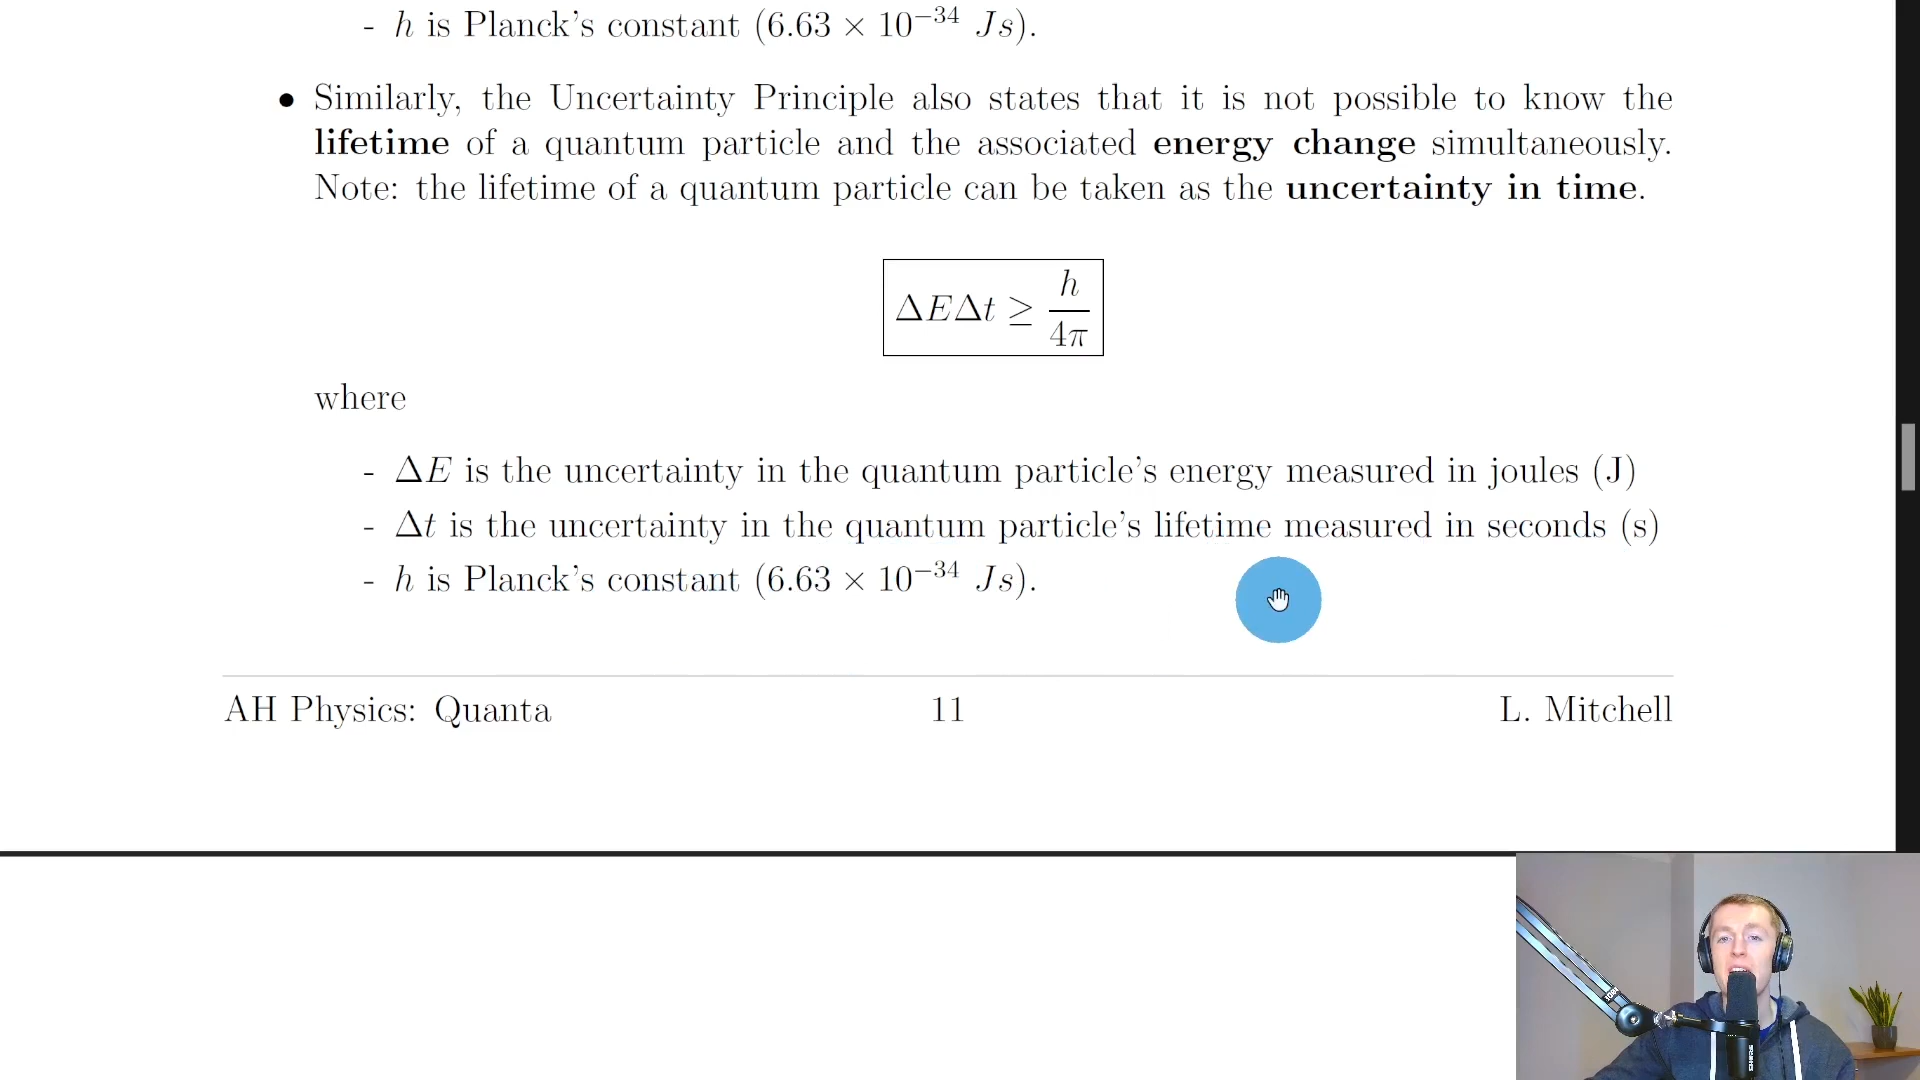 - h is Planck's constant (6.63 × 10⁻³⁴ Js).
• Similarly, the Uncertainty Principle also states that it is not possible to know the
lifetime of a quantum particle and the associated energy change simultaneously.
Note: the lifetime of a quantum particle can be taken as the uncertainty in time.
ΔEΔt ≥ h/4π
where
- ΔE is the uncertainty in the quantum particle's energy measured in joules (J)
- Δt is the uncertainty in the quantum particle's lifetime measured in seconds (s)
- h is Planck's constant (6.63 × 10⁻³⁴ Js).
AH Physics: Quanta 11 L. Mitchell